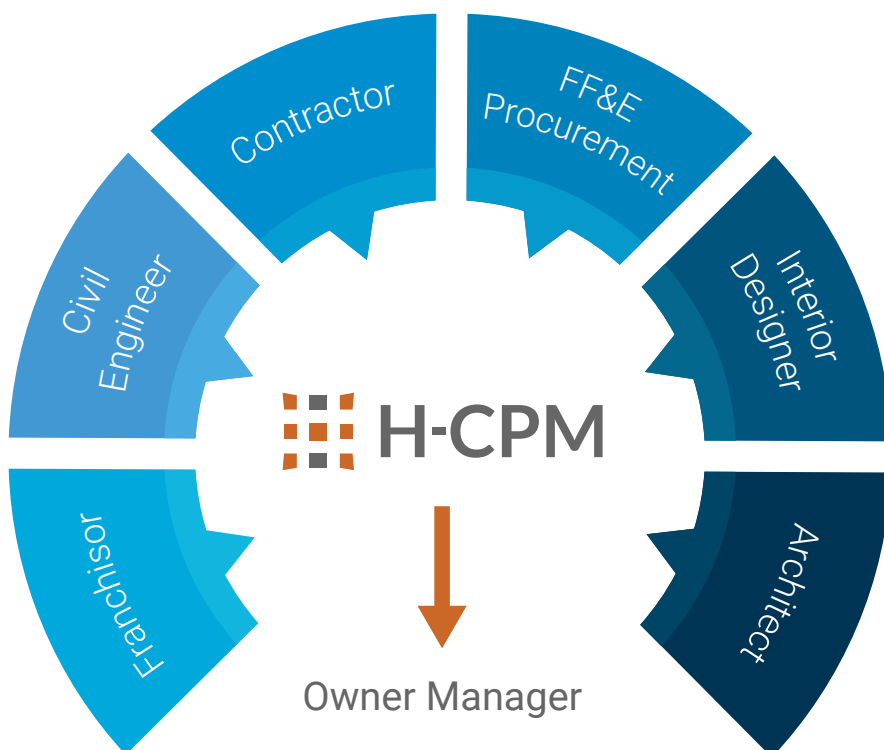 Franchisor
Civil
Engineer
Contractor
FF&E
Procurement
Interior
Designer
Architect
H-CPM
Owner Manager